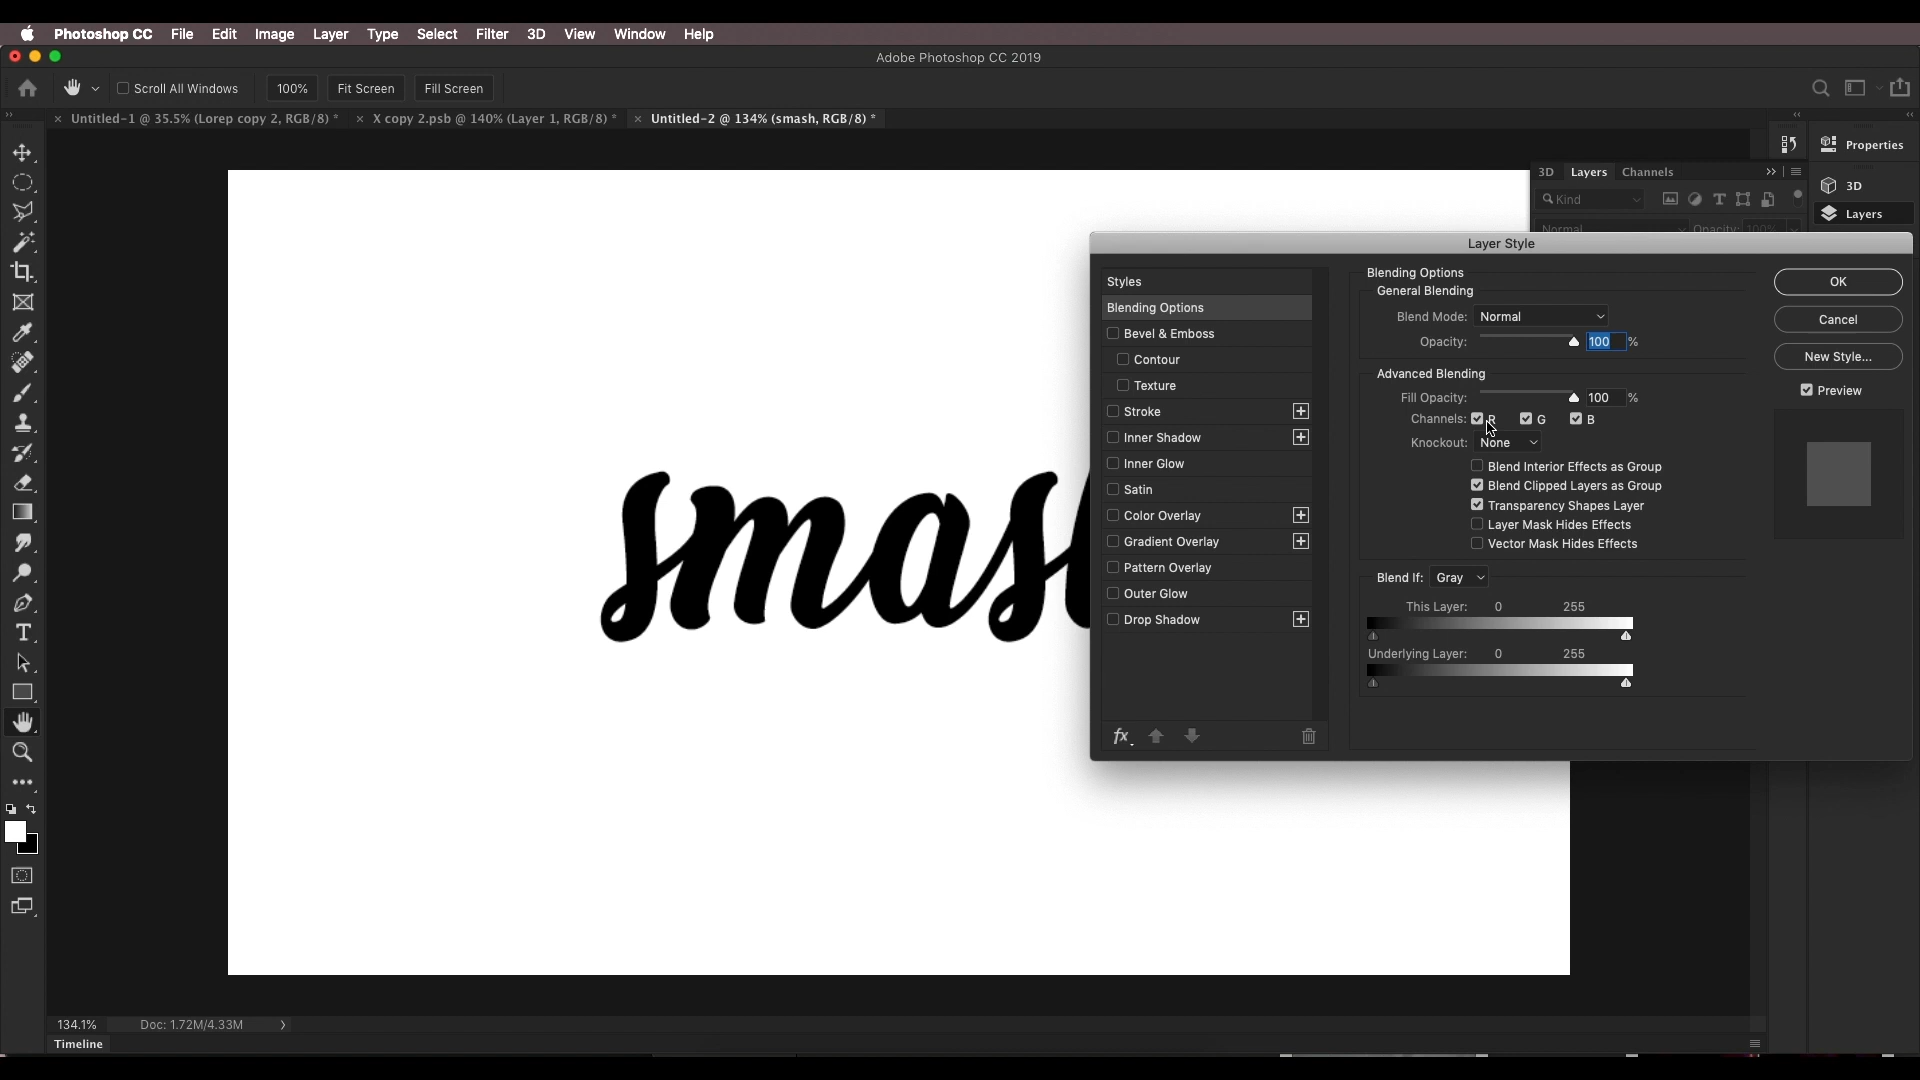 Photoshop CC File Edit Image Layer Type Select Filter 3D View Window Help
Adobe Photoshop CC 2019
Scroll All Windows 100% Fit Screen Fill Screen
Untitled-1 @ 35.5% (Lorep copy 2, RGB/8) * X copy 2.psb @ 140% (Layer 1, RGB/8) * Untitled-2 @ 134% (smash, RGB/8) *
Properties
3D Layers Channels
3D
Kind
Layers
Normal Opacity: 100%
Layer Style
Styles
Blending Options
Bevel & Emboss
Contour
Texture
Stroke
Inner Shadow
Inner Glow
Satin
Color Overlay
Gradient Overlay
Pattern Overlay
Outer Glow
Drop Shadow
fx
Blending Options
General Blending
Blend Mode: Normal
Opacity: 100 %
Advanced Blending
Fill Opacity: 100 %
Channels: R G B
Knockout: None
Blend Interior Effects as Group
Blend Clipped Layers as Group
Transparency Shapes Layer
Layer Mask Hides Effects
Vector Mask Hides Effects
Blend If: Gray
This Layer: 0 255
Underlying Layer: 0 255
OK
Cancel
New Style...
Preview
smas
134.1% Doc: 1.72M/4.33M
Timeline